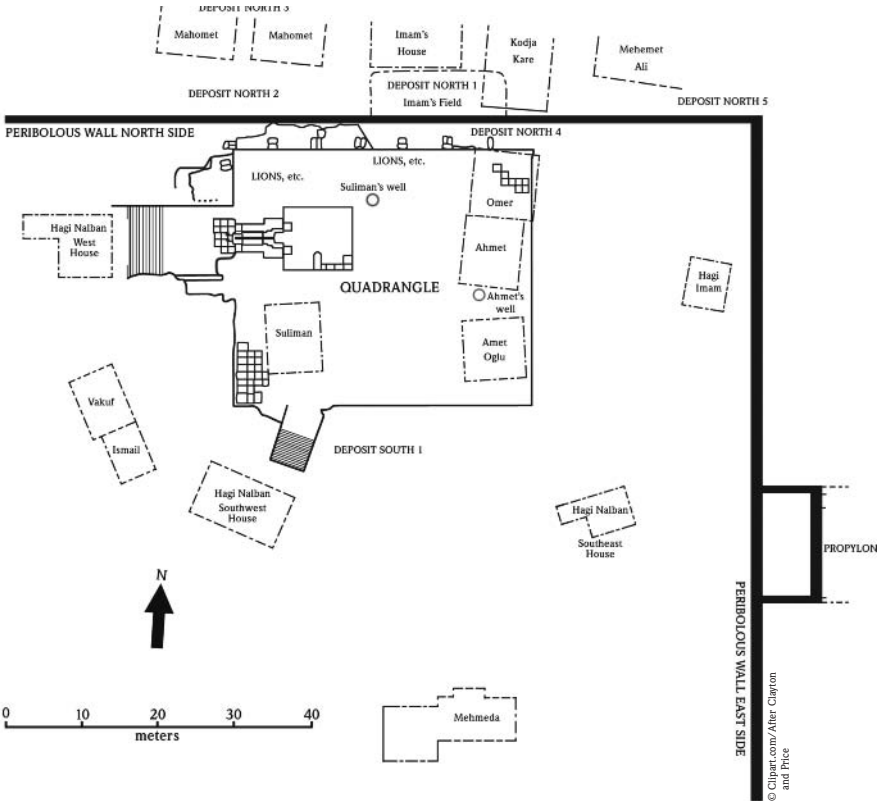 DEPOSIT NORTH 3
Mahomet
Mahomet
Imam's
House
Kodja
Kare
Mehemet
Ali
DEPOSIT NORTH 2
DEPOSIT NORTH 1
Imam's Field
DEPOSIT NORTH 5
PERIBOLOUS WALL NORTH SIDE
DEPOSIT NORTH 4
LIONS, etc.
LIONS, etc.
Suliman's well
Omer
Hagi Nalban
West
House
Ahmet
Hagi
Imam
QUADRANGLE
Ahmet's
well
Suliman
Amet
Oglu
Vakuf
Ismail
DEPOSIT SOUTH 1
Hagi Nalban
Southwest
House
Hagi Nalban
Southeast
House
PROPYLON
N
PERIBOLOUS WALL EAST SIDE
0 10 20 30 40
meters
Mehmeda
© Clipart.com/After Clayton
and Price